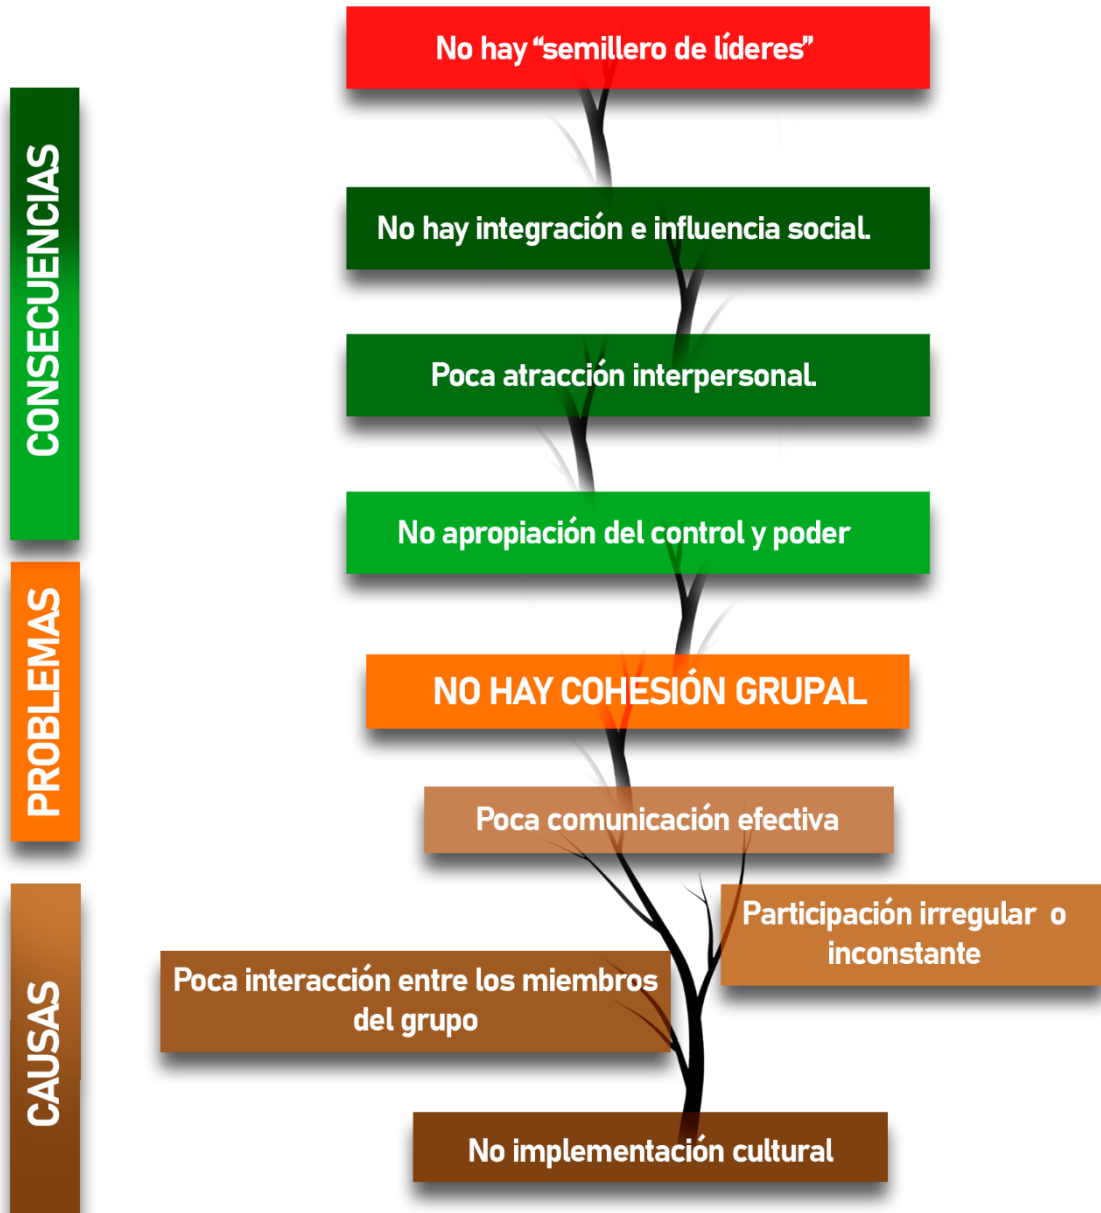 No hay “semillero de líderes”
CONSECUENCIAS
No hay integración e influencia social.
Poca atracción interpersonal.
No apropiación del control y poder
PROBLEMAS
NO HAY COHESIÓN GRUPAL
Poca comunicación efectiva
CAUSAS
Participación irregular o
inconstante
Poca interacción entre los miembros
del grupo
No implementación cultural